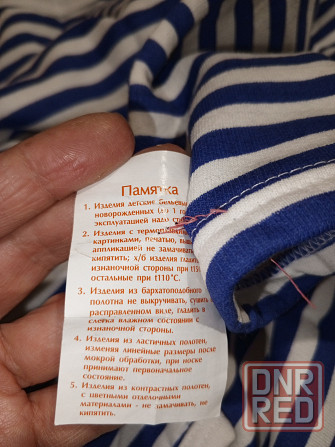 Памятка
1. Изделия детские бельевые
новорожденных (до 1
эксплуатацией надо
2. Изделия с
картинками, печатью,
аппликацией не замачивать
кипятить; х/б изделия гладить
изнаночной стороны при
остальные при t110°C.
3. Изделия из бархатоподобного
полотна не выкручивать, сушить
расправленном виде, гладить в
слегка влажном состоянии с
изнаночной стороны.
4. Изделия из ластичных полотен,
изменяя линейные размеры после
мокрой обработки, при носке
принимают первоначальное
состояние.
5. Изделия из контрастных полотен,
с цветными отделочными
материалами - не замачивать, не
кипятить.
DNR
RED